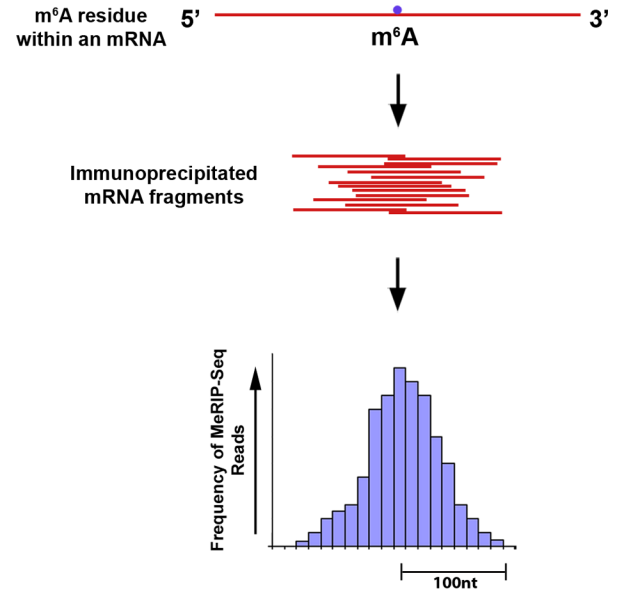 m⁶A residue
within an mRNA
5’
3’
m⁶A
Immunoprecipitated
mRNA fragments
Frequency of MeRIP-Seq
Reads
100nt